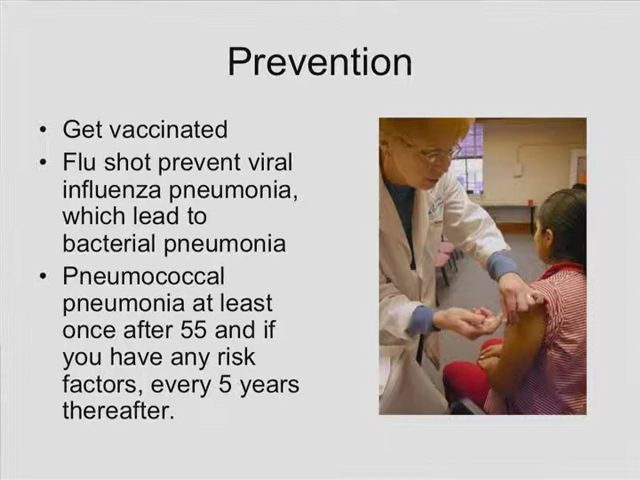 Prevention
• Get vaccinated
• Flu shot prevent viral
influenza pneumonia,
which lead to
bacterial pneumonia
• Pneumococcal
pneumonia at least
once after 55 and if
you have any risk
factors, every 5 years
thereafter.